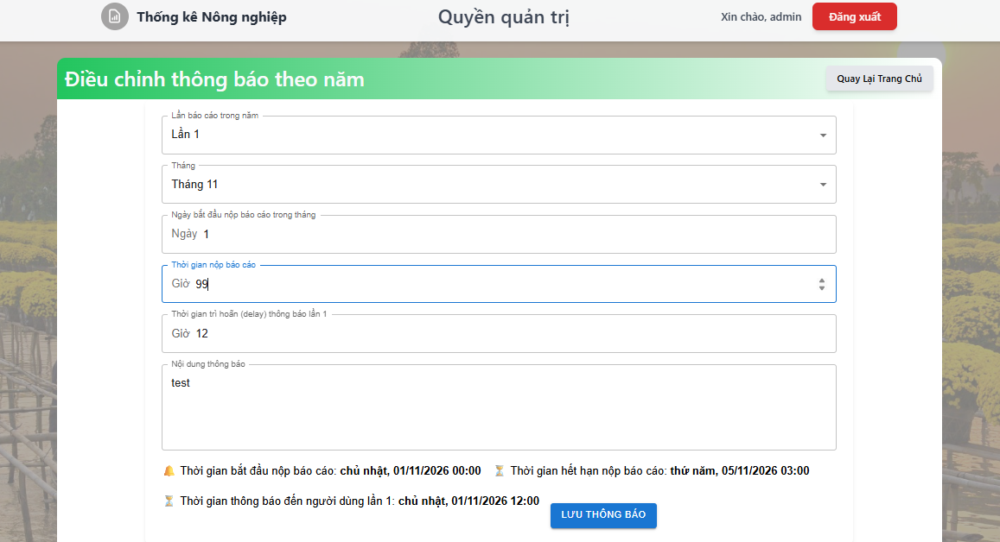 Thống kê Nông nghiệp
Quyền quản trị
Xin chào, admin
Đăng xuất
Điều chỉnh thông báo theo năm
Quay Lại Trang Chủ
Lần báo cáo trong năm
Lần 1
Tháng
Tháng 11
Ngày bắt đầu nộp báo cáo trong tháng
Ngày 1
Thời gian nộp báo cáo
Giờ 99
Thời gian trì hoãn (delay) thông báo lần 1
Giờ 12
Nội dung thông báo
test
Thời gian bắt đầu nộp báo cáo: chủ nhật, 01/11/2026 00:00
Thời gian hết hạn nộp báo cáo: thứ năm, 05/11/2026 03:00
Thời gian thông báo đến người dùng lần 1: chủ nhật, 01/11/2026 12:00
LƯU THÔNG BÁO